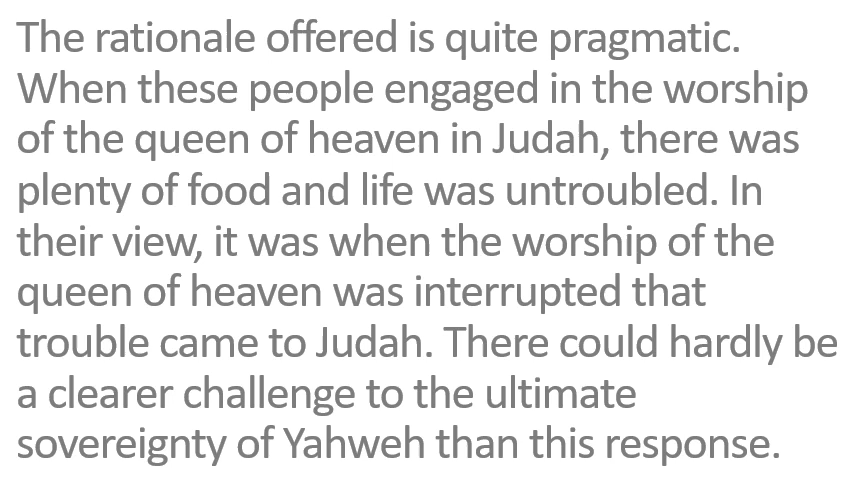 The rationale offered is quite pragmatic.
When these people engaged in the worship
of the queen of heaven in Judah, there was
plenty of food and life was untroubled. In
their view, it was when the worship of the
queen of heaven was interrupted that
trouble came to Judah. There could hardly be
a clearer challenge to the ultimate
sovereignty of Yahweh than this response.